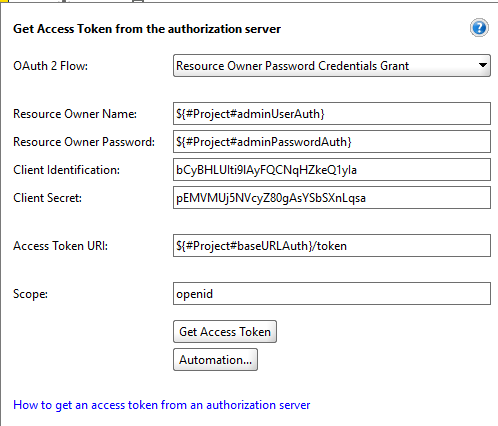 Get Access Token from the authorization server
OAuth 2 Flow: Resource Owner Password Credentials Grant
Resource Owner Name: ${#Project#adminUserAuth}
Resource Owner Password: ${#Project#adminPasswordAuth}
Client Identification: bCyBHLUIti9lAyFQCNqHZkeQ1yla
Client Secret: pEMVMUj5NVcyZ80gAsYSbSXnLqsa
Access Token URI: ${#Project#baseURLAuth}/token
Scope: openid
Get Access Token
Automation...
How to get an access token from an authorization server